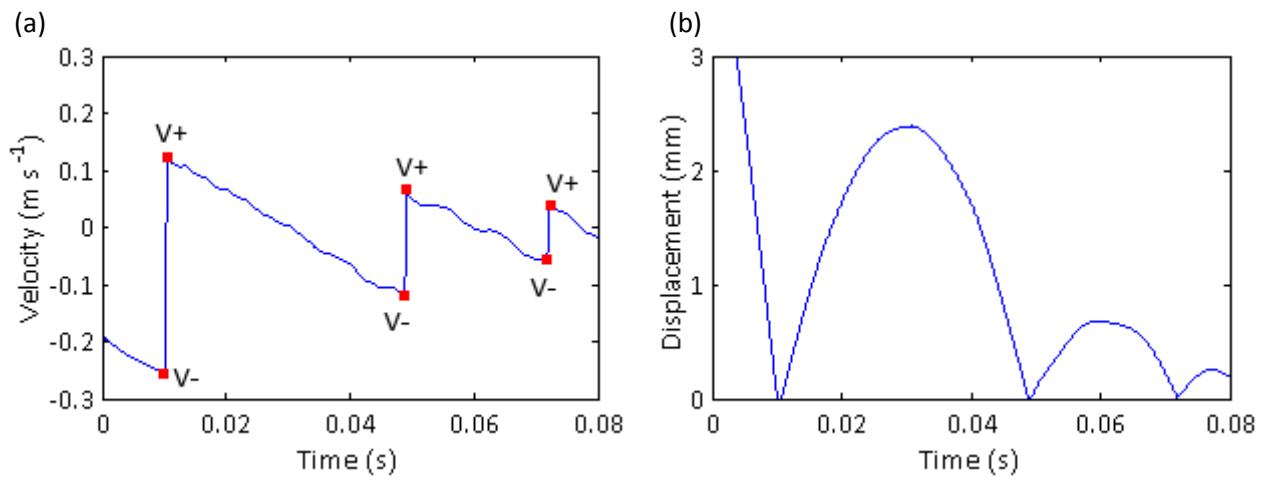 (a)
Velocity (m s⁻¹)
0.3
0.2
0.1
0
-0.1
-0.2
-0.3
V+
V-
V+
V-
V+
V-
0 0.02 0.04 0.06 0.08
Time (s)
(b)
Displacement (mm)
3
2
1
0
0 0.02 0.04 0.06 0.08
Time (s)